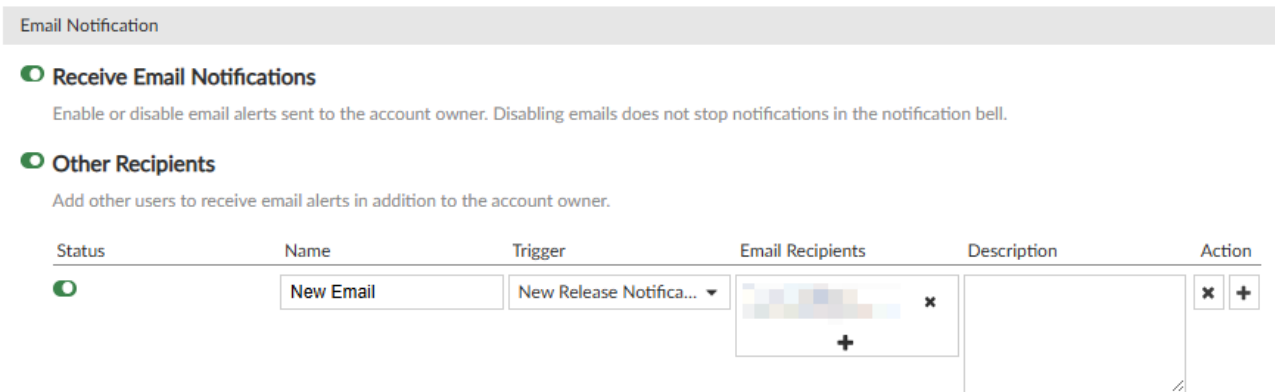 Email Notification
Receive Email Notifications
Enable or disable email alerts sent to the account owner. Disabling emails does not stop notifications in the notification bell.
Other Recipients
Add other users to receive email alerts in addition to the account owner.
Status Name Trigger Email Recipients Description Action
New Email New Release Notifica...